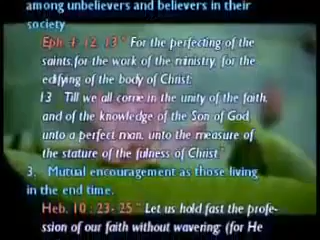 among unbelievers and believers in their
society
Eph 4: 12, 13 " For the perfecting of the
saints, for the work of the ministry, for the
edifying of the body of Christ:
13 Till we all come in the unity of the faith,
and of the knowledge of the Son of God,
unto a perfect man, unto the measure of
the stature of the fulness of Christ."
3. Mutual encouragement as those living
in the end time.
Heb. 10 : 23- 25 " Let us hold fast the profe-
ssion of our faith without wavering; (for He